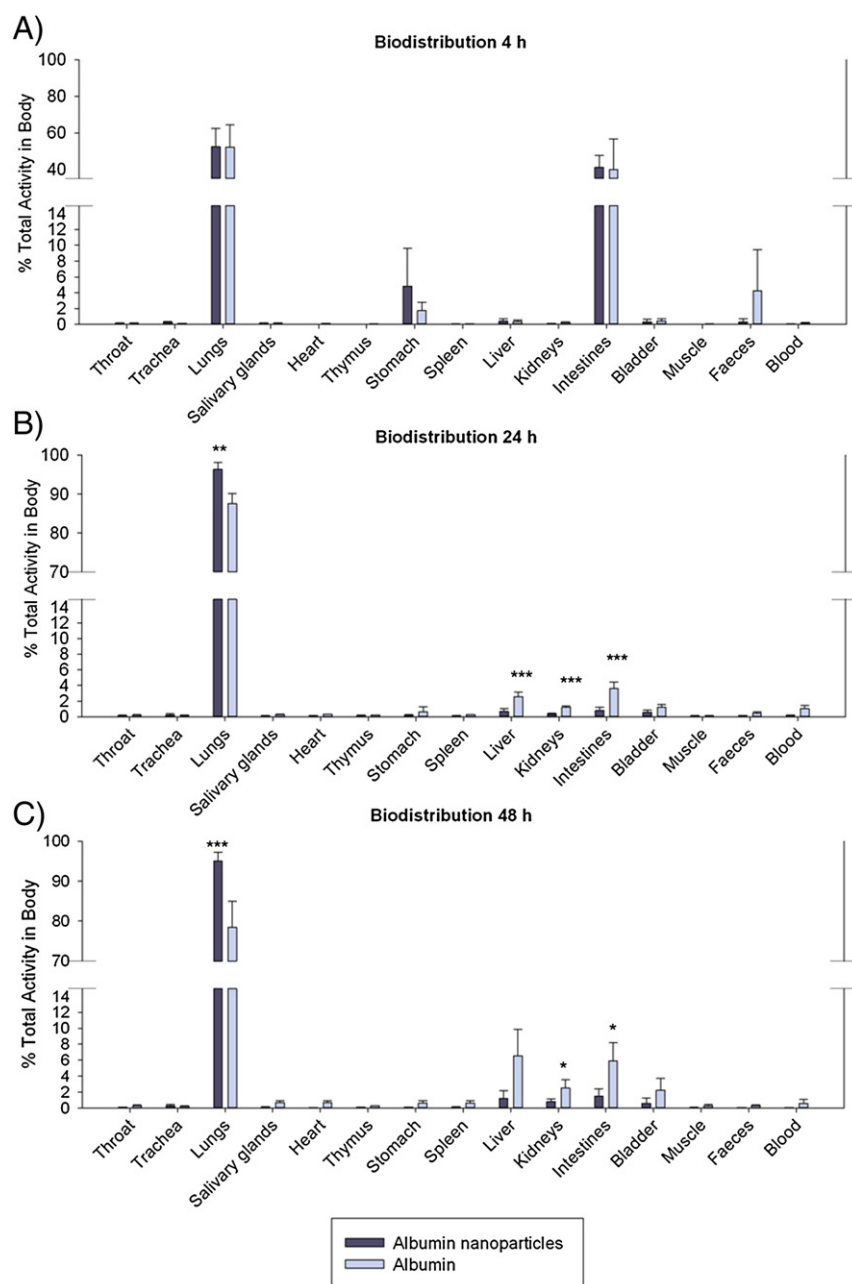 A)
Biodistribution 4 h
% Total Activity in Body
100
80
60
40
14
12
10
8
6
4
2
0
Throat
Trachea
Lungs
Salivary glands
Heart
Thymus
Stomach
Spleen
Liver
Kidneys
Intestines
Bladder
Muscle
Faeces
Blood
B)
Biodistribution 24 h
% Total Activity in Body
100
90
80
70
14
12
10
8
6
4
2
0
**
***
***
***
Throat
Trachea
Lungs
Salivary glands
Heart
Thymus
Stomach
Spleen
Liver
Kidneys
Intestines
Bladder
Muscle
Faeces
Blood
C)
Biodistribution 48 h
% Total Activity in Body
100
90
80
70
14
12
10
8
6
4
2
0
***
*
*
Throat
Trachea
Lungs
Salivary glands
Heart
Thymus
Stomach
Spleen
Liver
Kidneys
Intestines
Bladder
Muscle
Faeces
Blood
Albumin nanoparticles
Albumin